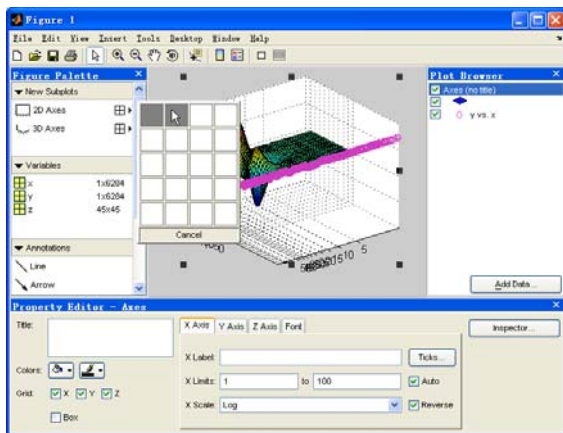 Figure 1
File Edit View Insert Tools Desktop Window Help
Figure Palette
New Subplots
2D Axes
3D Axes
Variables
x 1x6284
y 1x6284
z 45x45
Annotations
Line
Arrow
Cancel
5
10
Plot Browser
Axes (no title)
y vs. x
Add Data...
Property Editor - Axes
Title:
Colors:
Grid: X Y Z
Box
X Axis Y Axis Z Axis Font
X Label:
Ticks...
X Limits: 1 to 100
Auto
X Scale: Log
Reverse
Inspector...